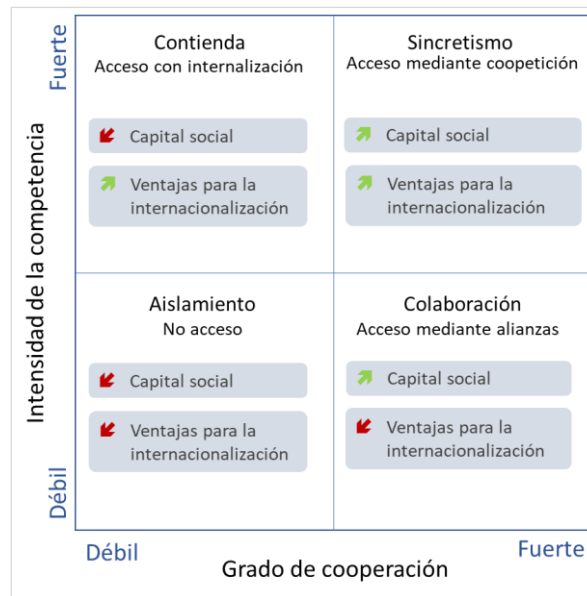 Intensidad de la competencia
Fuerte
Débil
Contienda
Acceso con internalización
Capital social
Ventajas para la
internacionalización
Sincretismo
Acceso mediante coopetición
Capital social
Ventajas para la
internacionalización
Aislamiento
No acceso
Capital social
Ventajas para la
internacionalización
Colaboración
Acceso mediante alianzas
Capital social
Ventajas para la
internacionalización
Débil
Fuerte
Grado de cooperación